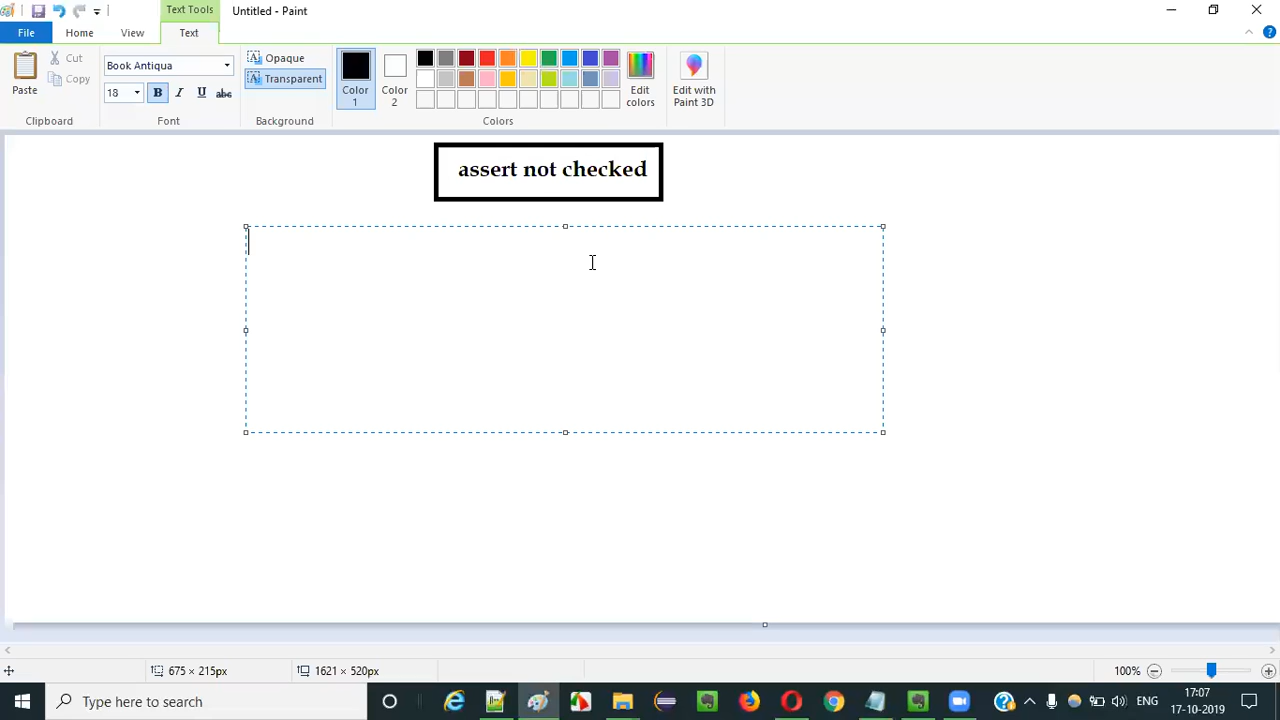 Text Tools
Untitled - Paint
File
Home
View
Text
Paste
Cut
Copy
Clipboard
Book Antiqua
18
B
I
U
abc
Font
Opaque
Transparent
Background
Color 1
Color 2
Edit colors
Colors
Edit with Paint 3D
assert not checked
675 × 215px
1621 × 520px
100%
Type here to search
ENG
17:07
17-10-2019